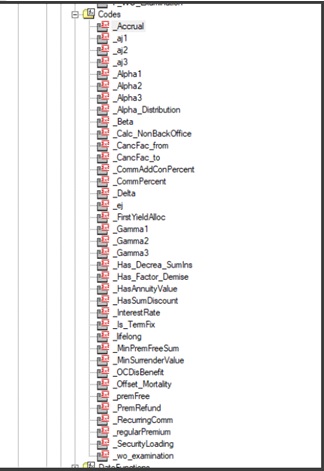 Codes
_Accrual
_aj1
_aj2
_aj3
_Alpha1
_Alpha2
_Alpha3
_Alpha_Distribution
_Beta
_Calc_NonBackOffice
_CancFac_from
_CancFac_to
_CommAddConPercent
_CommPercent
_Delta
_ej
_FirstYieldAlloc
_Gamma1
_Gamma2
_Gamma3
_Has_Decrea_SumIns
_Has_Factor_Demise
_HasAnnuityValue
_HasSumDiscount
_InterestRate
_Is_TermFix
_lifelong
_MinPremFreeSum
_MinSurrenderValue
_OCDisBenefit
_Offset_Mortality
_premFree
_PremRefund
_RecurringComm
_regularPremium
_SecurityLoading
_wo_examination
DateFunctions